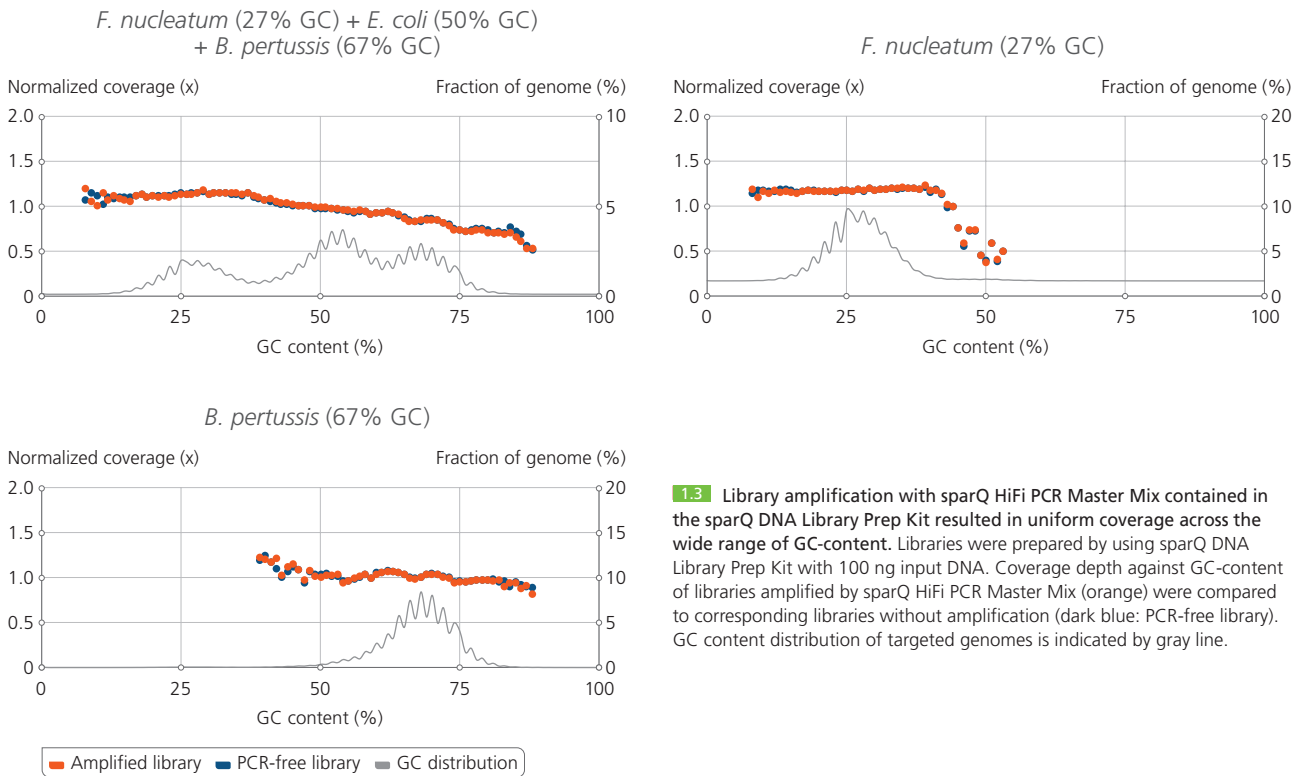 F. nucleatum (27% GC) + E. coli (50% GC)
+ B. pertussis (67% GC)
Normalized coverage (x)
Fraction of genome (%)
2.0
1.5
1.0
0.5
0
10
5
0
0
25
50
75
100
GC content (%)
F. nucleatum (27% GC)
Normalized coverage (x)
Fraction of genome (%)
2.0
1.5
1.0
0.5
0
20
15
10
5
0
0
25
50
75
100
GC content (%)
B. pertussis (67% GC)
Normalized coverage (x)
Fraction of genome (%)
2.0
1.5
1.0
0.5
0
20
15
10
5
0
0
25
50
75
100
GC content (%)
Amplified library PCR-free library GC distribution
1.3 Library amplification with sparQ HiFi PCR Master Mix contained in
the sparQ DNA Library Prep Kit resulted in uniform coverage across the
wide range of GC-content. Libraries were prepared by using sparQ DNA
Library Prep Kit with 100 ng input DNA. Coverage depth against GC-content
of libraries amplified by sparQ HiFi PCR Master Mix (orange) were compared
to corresponding libraries without amplification (dark blue: PCR-free library).
GC content distribution of targeted genomes is indicated by gray line.